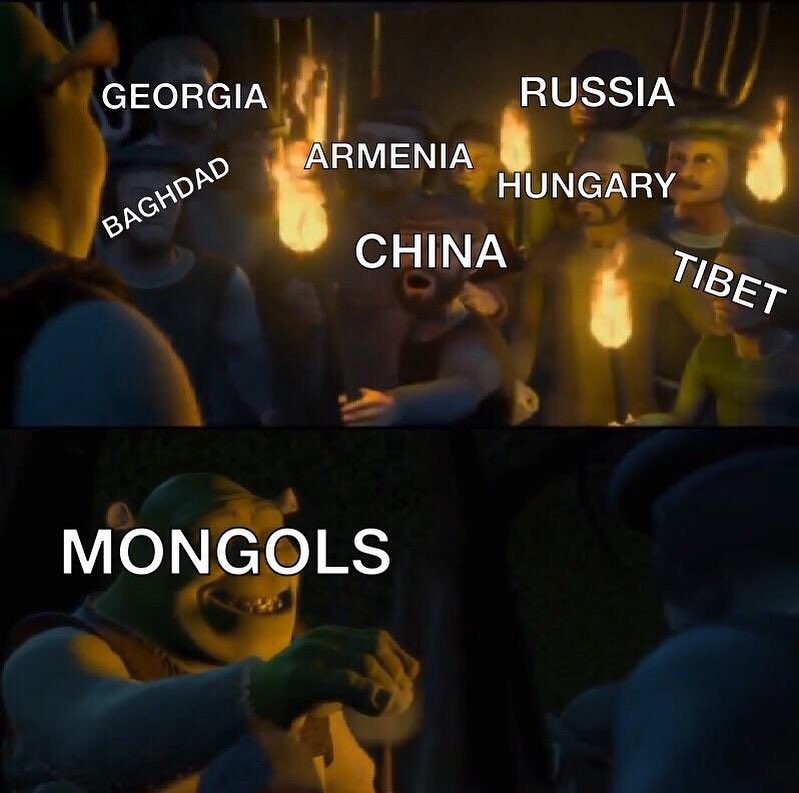 GEORGIA
RUSSIA
ARMENIA
BAGHDAD
HUNGARY
CHINA
TIBET
MONGOLS